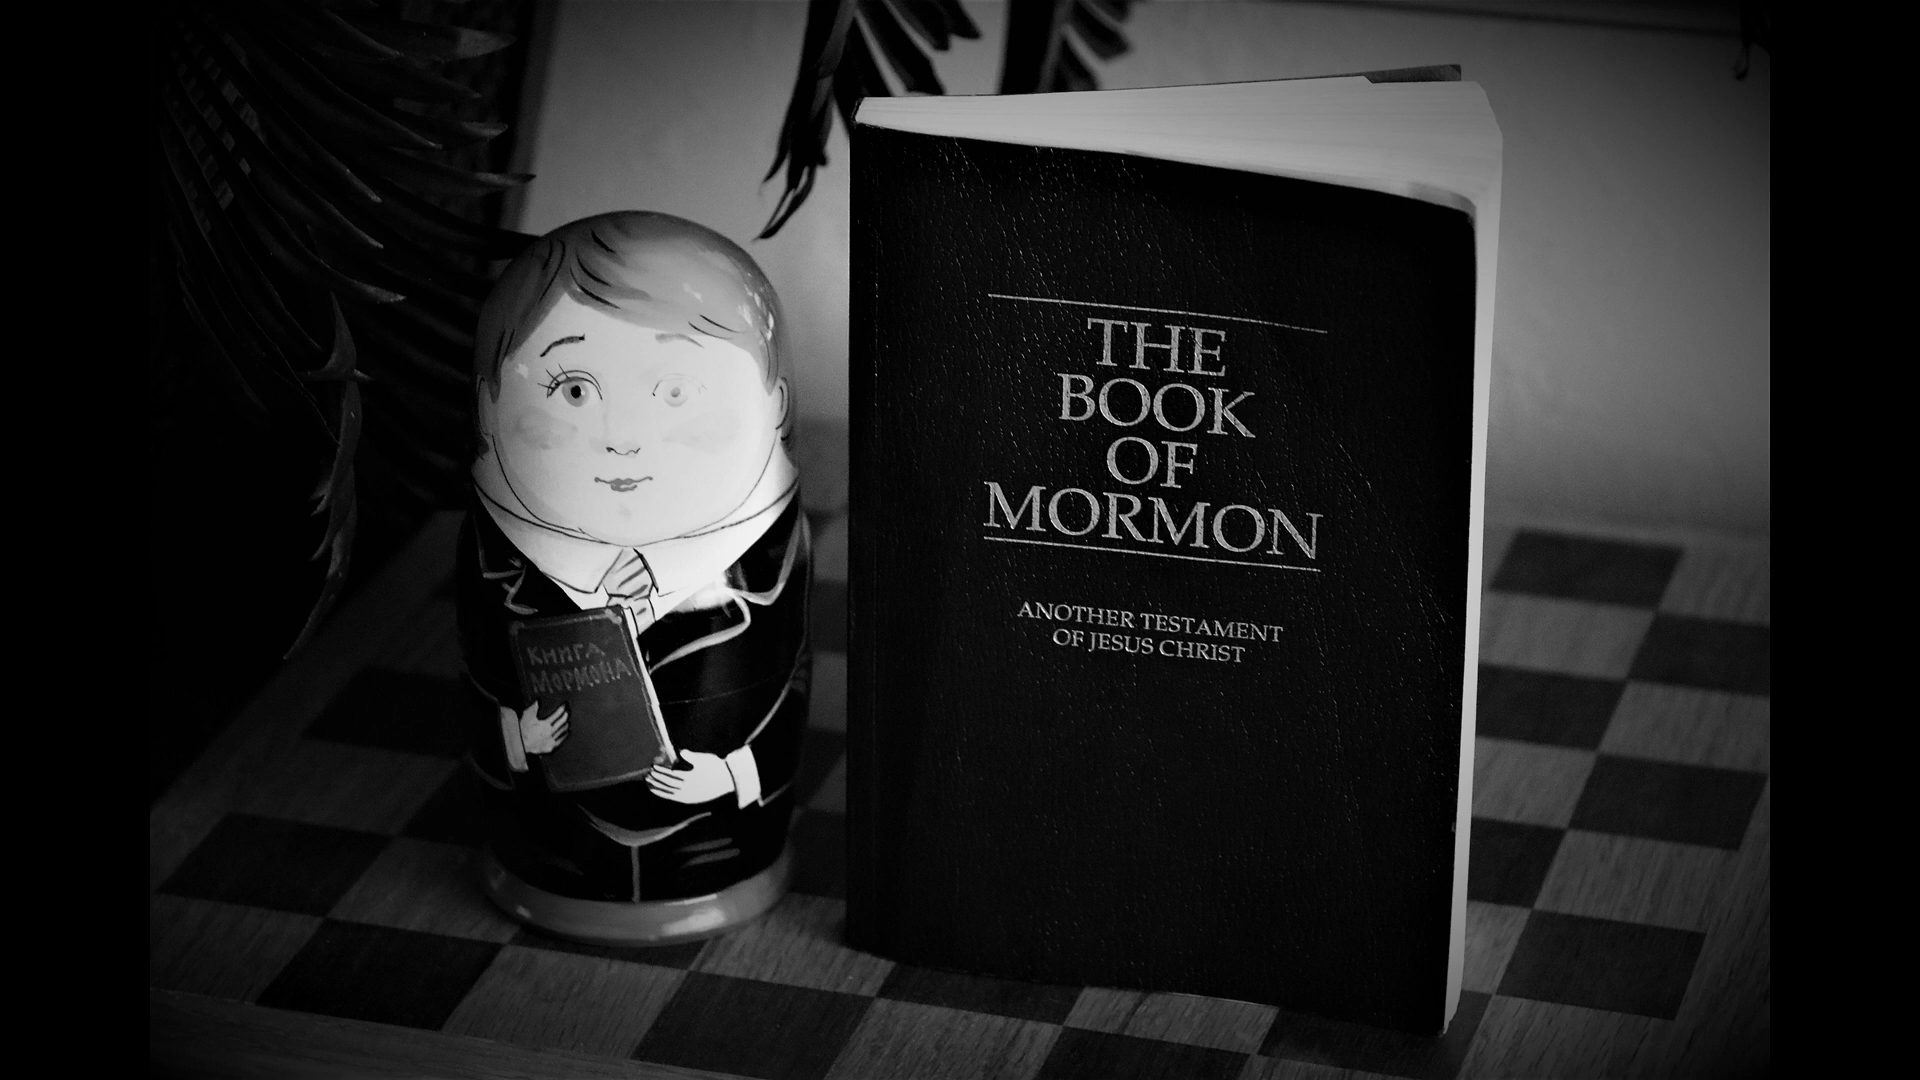 КНИГА
МОРМОНА
THE
BOOK
OF
MORMON
ANOTHER TESTAMENT
OF JESUS CHRIST